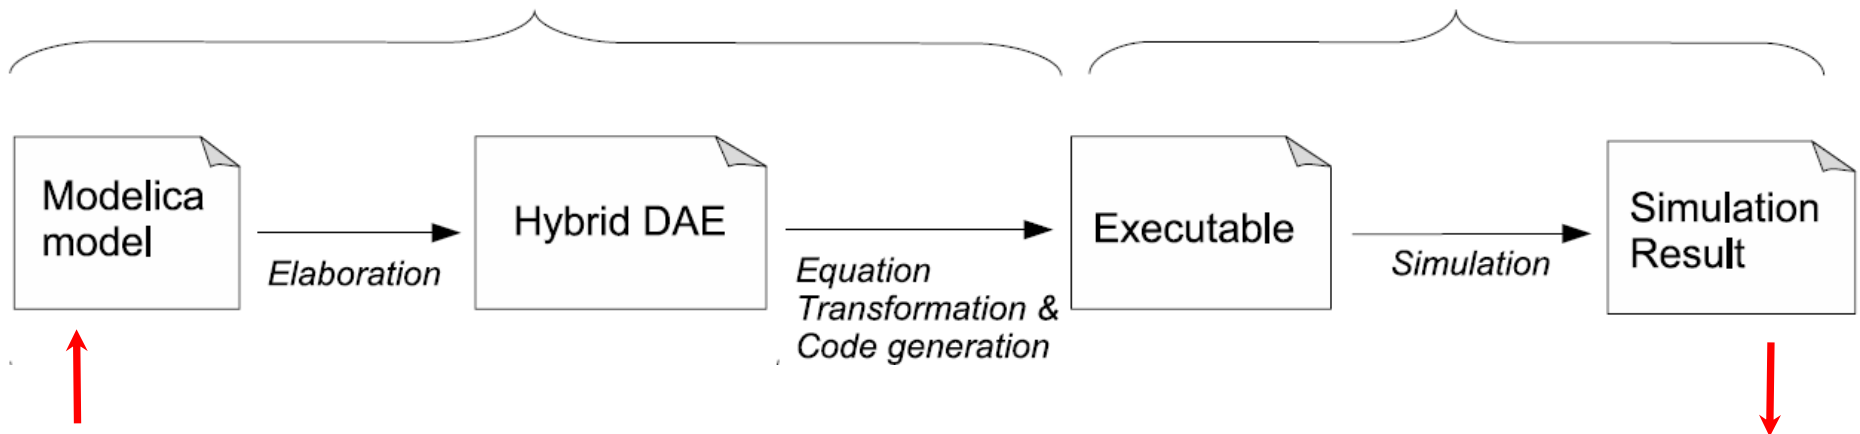 Modelica
model
Elaboration
Hybrid DAE
Equation
Transformation &
Code generation
Executable
Simulation
Simulation
Result